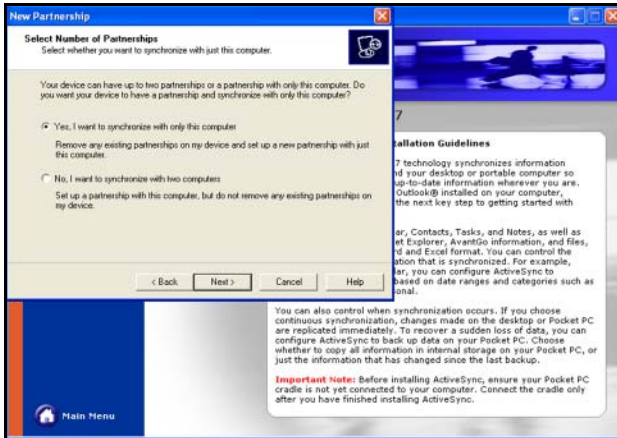 New Partnership
Select Number of Partnerships
Select whether you want to synchronize with just this computer.
Your device can have up to two partnerships or a partnership with only this computer. Do
you want your device to have a partnership and synchronize with only this computer?
Yes, I want to synchronize with only this computer
Remove any existing partnerships on my device and set up a new partnership with just
this computer.
No, I want to synchronize with two computers
Set up a partnership with this computer, but do not remove any existing partnerships on
my device.
< Back
Next >
Cancel
Help
7
allation Guidelines
7 technology synchronizes information
nd your desktop or portable computer so
up-to-date information wherever you are.
Outlook® installed on your computer,
the next key step to getting started with
ar, Contacts, Tasks, and Notes, as well as
et Explorer, AvantGo information, and files,
rd and Excel format. You can control the
ation that is synchronized. For example,
lar, you can configure ActiveSync to
based on date ranges and categories such as
sonal.
You can also control when synchronization occurs. If you choose
continuous synchronization, changes made on the desktop or Pocket PC
are replicated immediately. To recover a sudden loss of data, you can
configure ActiveSync to back up data on your Pocket PC. Choose
whether to copy all information in internal storage on your Pocket PC, or
just the information that has changed since the last backup.
Important Note: Before installing ActiveSync, ensure your Pocket PC
cradle is not yet connected to your computer. Connect the cradle only
after you have finished installing ActiveSync.
Main Menu